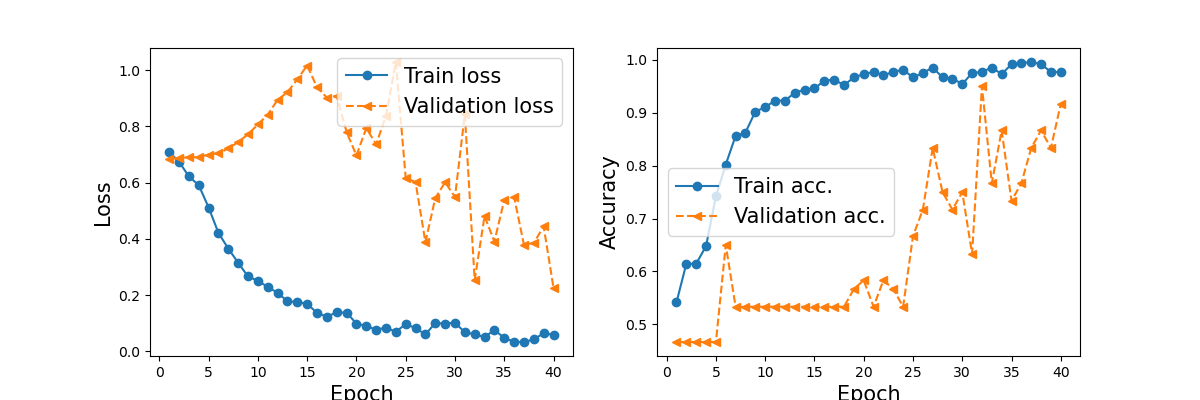 1.0
0.8
0.6
0.4
0.2
0.0
Loss
Train loss
Validation loss
0 5 10 15 20 25 30 35 40
Epoch
1.0
0.9
0.8
0.7
0.6
0.5
Accuracy
Train acc.
Validation acc.
0 5 10 15 20 25 30 35 40
Epoch